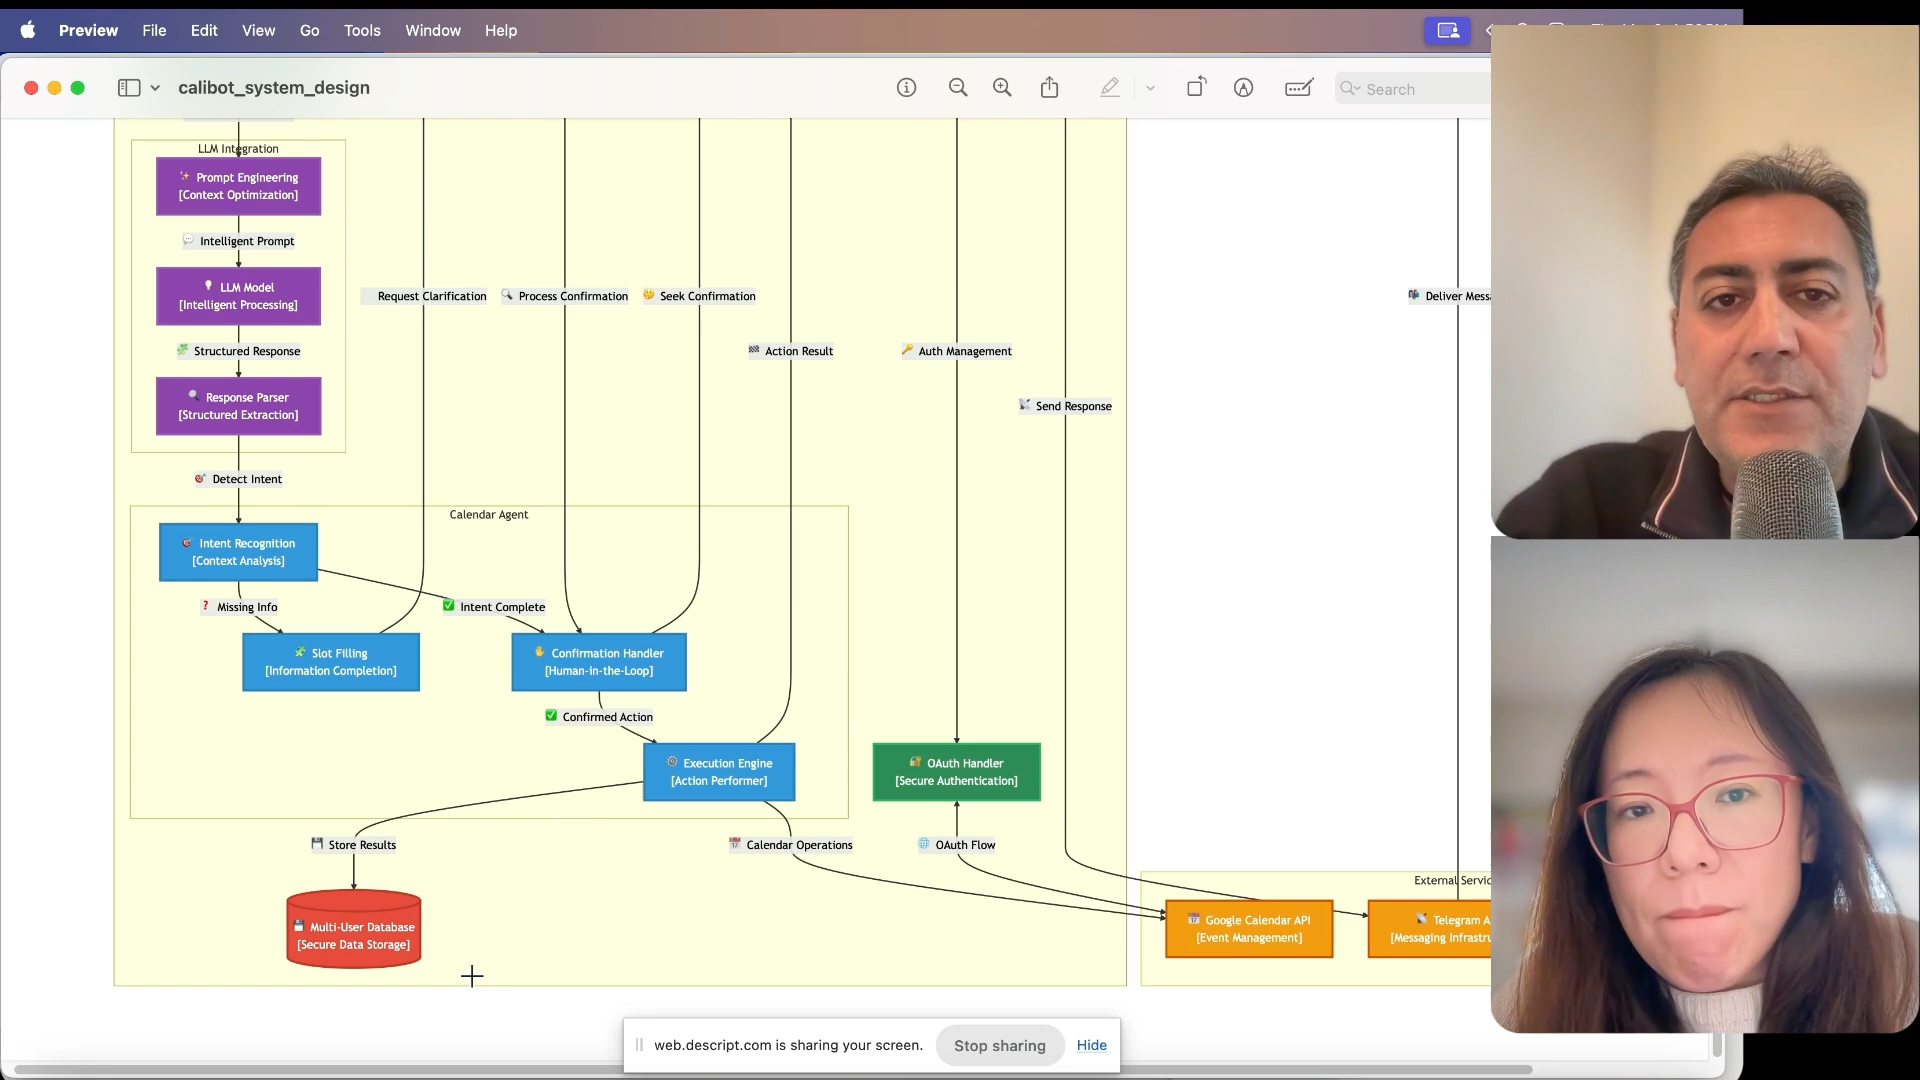 Preview File Edit View Go Tools Window Help
calibot_system_design
Search
LLM Integration
Prompt Engineering
[Context Optimization]
Intelligent Prompt
LLM Model
[Intelligent Processing]
Request Clarification
Process Confirmation
Seek Confirmation
Deliver Messa
Structured Response
Action Result
Auth Management
Response Parser
[Structured Extraction]
Send Response
Detect Intent
Calendar Agent
Intent Recognition
[Context Analysis]
Missing Info
Intent Complete
Slot Filling
[Information Completion]
Confirmation Handler
[Human-in-the-Loop]
Confirmed Action
Execution Engine
[Action Performer]
OAuth Handler
[Secure Authentication]
Store Results
Calendar Operations
OAuth Flow
External Servic
Multi-User Database
[Secure Data Storage]
Google Calendar API
[Event Management]
Telegram A
[Messaging Infrastru
web.descript.com is sharing your screen.
Stop sharing
Hide